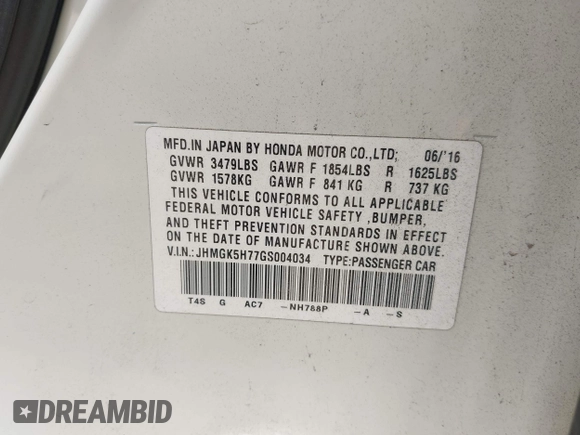 MFD.IN JAPAN BY HONDA MOTOR CO.,LTD; 06/'16
GVWR 3479LBS GAWR F 1854LBS R 1625LBS
GVWR 1578KG GAWR F 841 KG R 737 KG
THIS VEHICLE CONFORMS TO ALL APPLICABLE
FEDERAL MOTOR VEHICLE SAFETY ,BUMPER,
AND THEFT PREVENTION STANDARDS IN EFFECT
ON THE DATE OF MANUFACTURE SHOWN ABOVE.
V.I.N.:JHMGK5H77GS004034 TYPE:PASSENGER CAR
T4S G AC7 -NH788P -A -S
DREAMBID